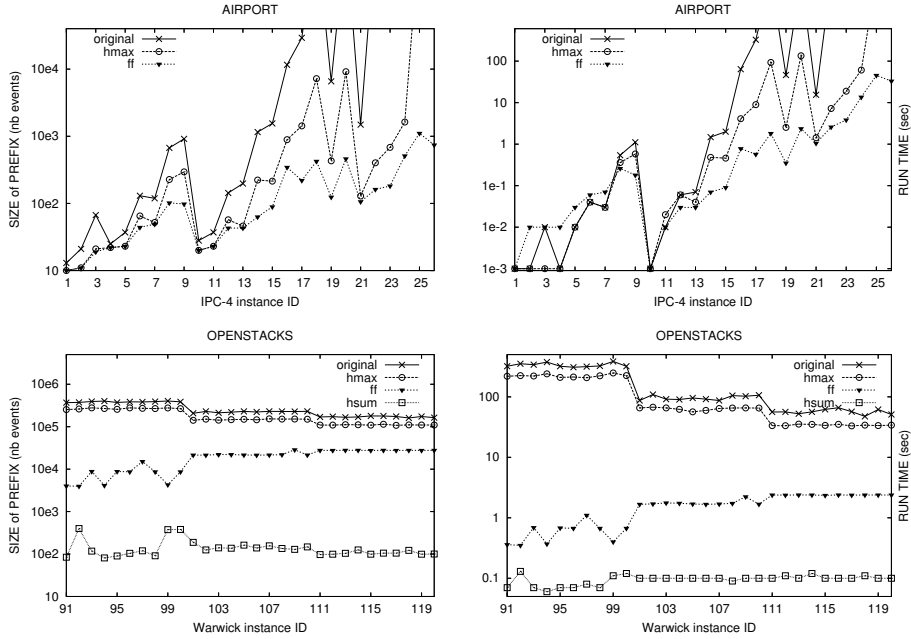 AIRPORT
original
hmax
ff
10e4
10e3
10e2
10
SIZE of PREFIX (nb events)
1 3 5 7 9 11 13 15 17 19 21 23 25
IPC-4 instance ID
AIRPORT
original
hmax
ff
100
10
1
1e-1
1e-2
1e-3
RUN TIME (sec)
1 3 5 7 9 11 13 15 17 19 21 23 25
IPC-4 instance ID
OPENSTACKS
original
hmax
ff
hsum
10e6
10e5
10e4
10e3
10e2
10
SIZE of PREFIX (nb events)
91 95 99 103 107 111 115 119
Warwick instance ID
OPENSTACKS
original
hmax
ff
hsum
100
10
1
0.1
RUN TIME (sec)
91 95 99 103 107 111 115 119
Warwick instance ID